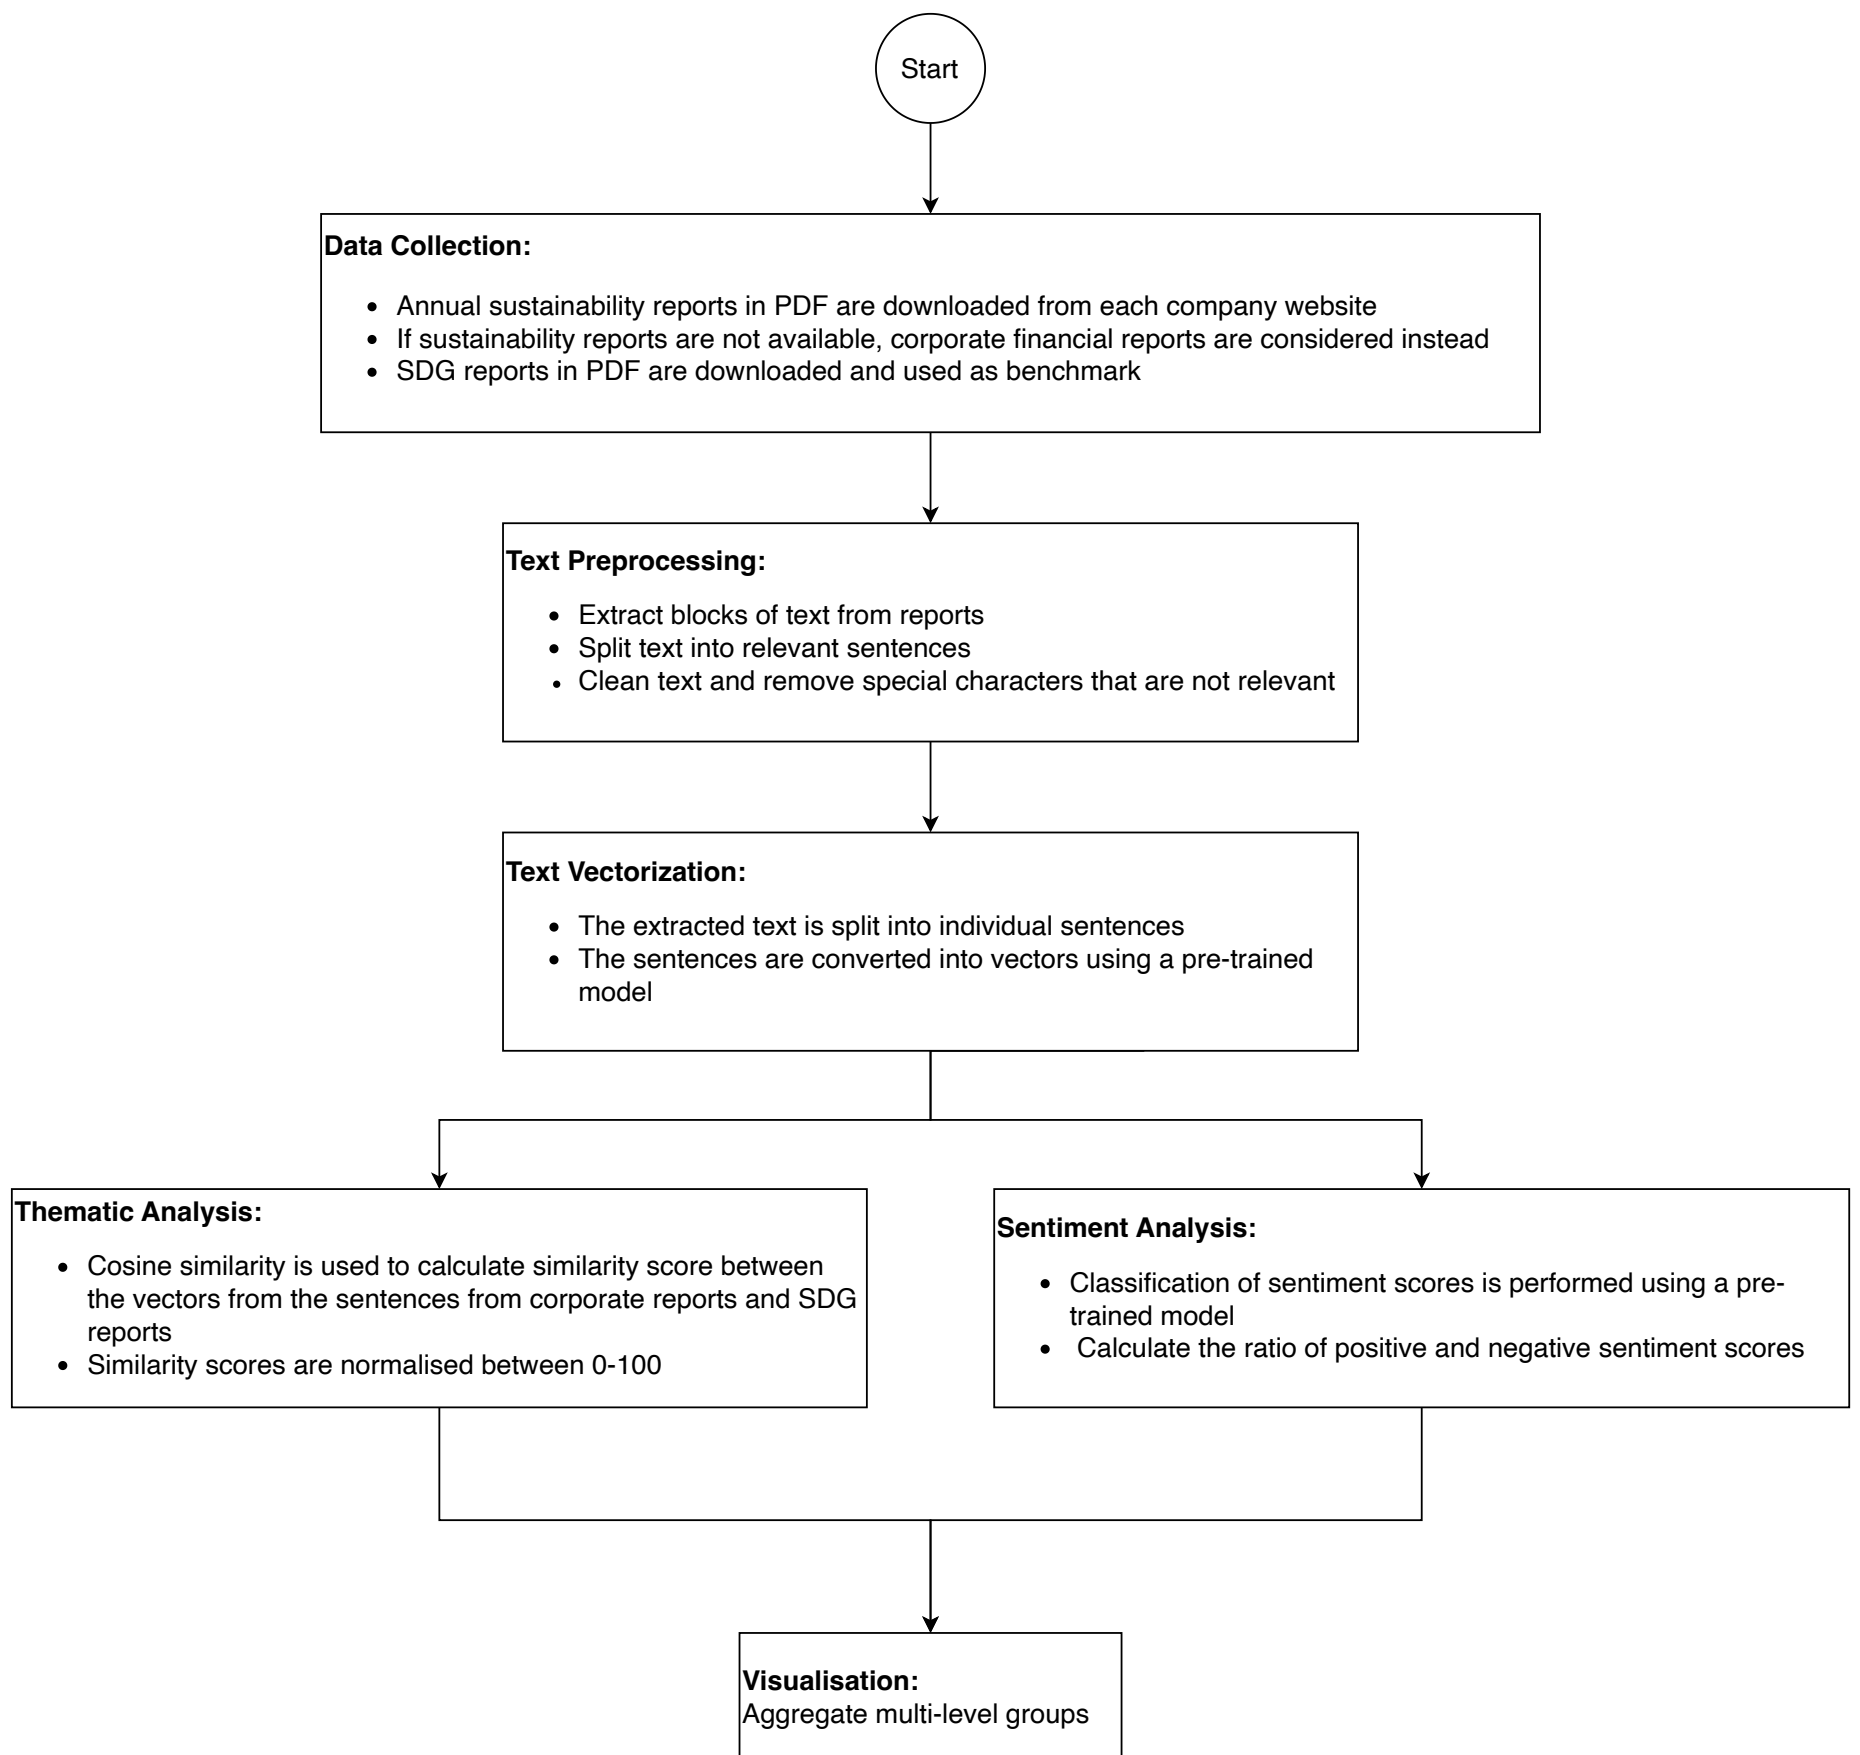 Start
Data Collection:
• Annual sustainability reports in PDF are downloaded from each company website
• If sustainability reports are not available, corporate financial reports are considered instead
• SDG reports in PDF are downloaded and used as benchmark
Text Preprocessing:
• Extract blocks of text from reports
• Split text into relevant sentences
• Clean text and remove special characters that are not relevant
Text Vectorization:
• The extracted text is split into individual sentences
• The sentences are converted into vectors using a pre-trained
model
Thematic Analysis:
• Cosine similarity is used to calculate similarity score between
the vectors from the sentences from corporate reports and SDG
reports
• Similarity scores are normalised between 0-100
Sentiment Analysis:
• Classification of sentiment scores is performed using a pre-
trained model
• Calculate the ratio of positive and negative sentiment scores
Visualisation:
Aggregate multi-level groups